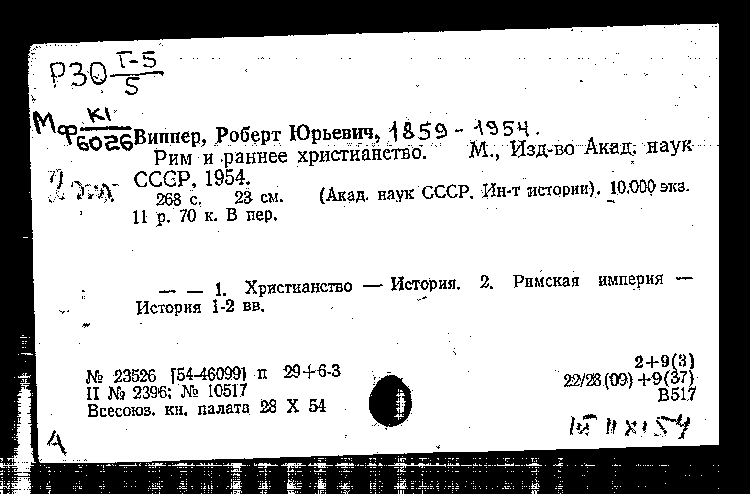 Р30 I-5
5
Мф К1
6026
Виппер, Роберт Юрьевич, 1859 - 1954.
Рим и раннее христианство. М., Изд-во Акад. наук
СССР, 1954.
268 с. 23 см. (Акад. наук СССР. Ин-т истории). 10.000 экз.
11 р. 70 к. В пер.
— — 1. Христианство — История. 2. Римская империя —
История 1-2 вв.
№ 23526 [54-46099] п 29+6-3
II № 2396; № 10517
Всесоюз. кн. палата 28 X 54
2+9(3)
22/28(09)+9(37)
В517
II XI 54